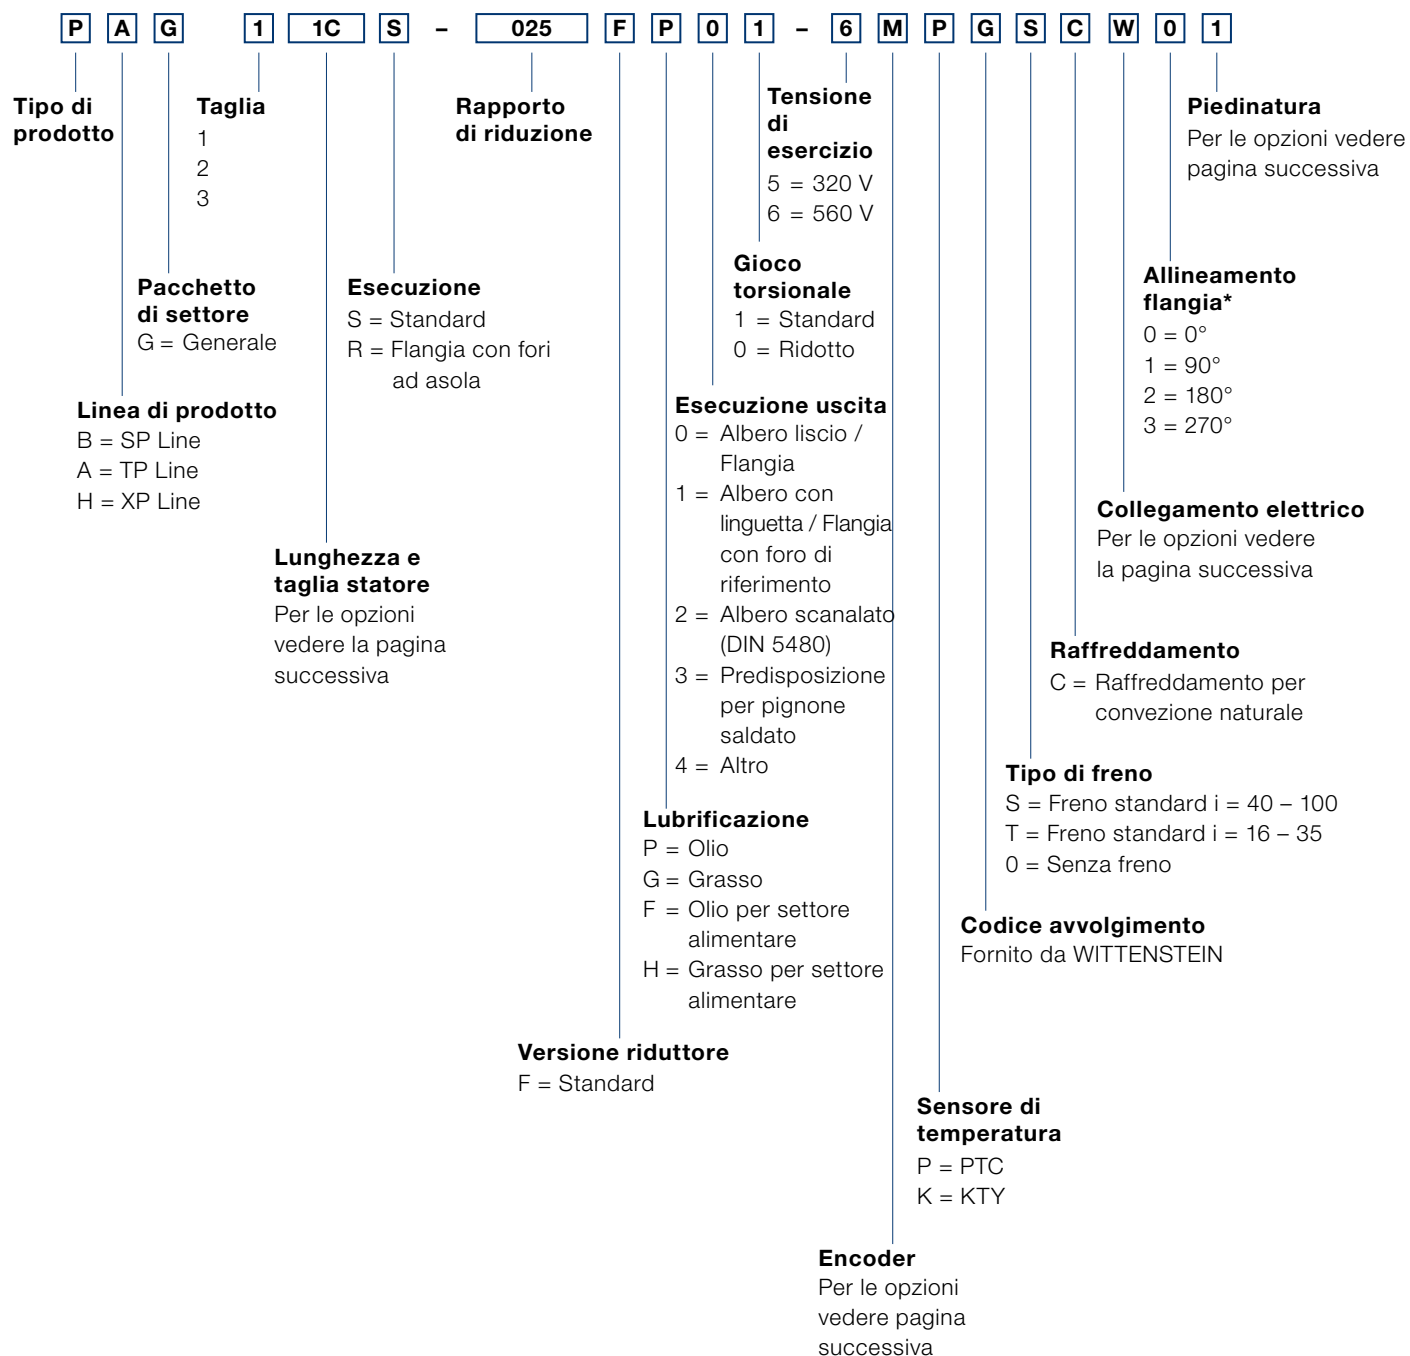 P A G 1 1C S – 025 F P 0 1 – 6 M P G S C W 0 1
Tipo di
prodotto
Taglia
1
2
3
Rapporto
di riduzione
Tensione
di
esercizio
5 = 320 V
6 = 560 V
Piedinatura
Per le opzioni vedere
pagina successiva
Pacchetto
di settore
G = Generale
Esecuzione
S = Standard
R = Flangia con fori
ad asola
Gioco
torsionale
1 = Standard
0 = Ridotto
Allineamento
flangia*
0 = 0°
1 = 90°
2 = 180°
3 = 270°
Linea di prodotto
B = SP Line
A = TP Line
H = XP Line
Esecuzione uscita
0 = Albero liscio /
Flangia
1 = Albero con
linguetta / Flangia
con foro di
riferimento
2 = Albero scanalato
(DIN 5480)
3 = Predisposizione
per pignone
saldato
4 = Altro
Collegamento elettrico
Per le opzioni vedere
la pagina successiva
Lunghezza e
taglia statore
Per le opzioni
vedere la pagina
successiva
Raffreddamento
C = Raffreddamento per
convezione naturale
Tipo di freno
S = Freno standard i = 40 – 100
T = Freno standard i = 16 – 35
0 = Senza freno
Lubrificazione
P = Olio
G = Grasso
F = Olio per settore
alimentare
H = Grasso per settore
alimentare
Codice avvolgimento
Fornito da WITTENSTEIN
Versione riduttore
F = Standard
Sensore di
temperatura
P = PTC
K = KTY
Encoder
Per le opzioni
vedere pagina
successiva